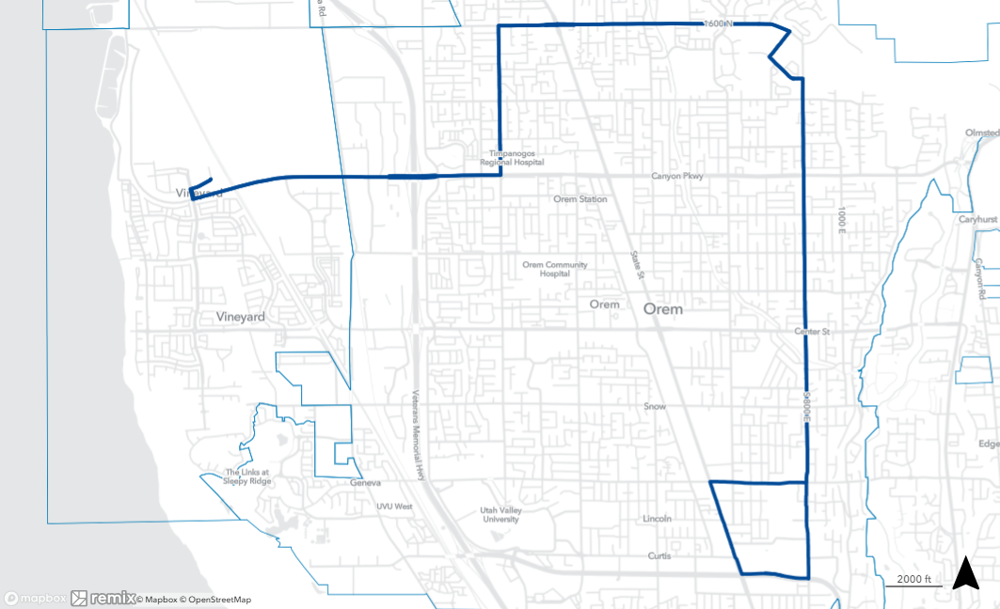 a Rd
1600 N
Olmsted
Timpanogos
Regional Hospital
Canyon Pkwy
Vineyard
Orem Station
1000 E
Caryhurst
State St
Orem Community
Hospital
Canyon Rd
Orem
Orem
Vineyard
Center St
Veterans Memorial Hwy
S 800 E
Snow
Edge
The Links at
Sleepy Ridge
Geneva
UVU West
Utah Valley
University
Lincoln
Curtis
2000 ft
mapbox remix © Mapbox © OpenStreetMap